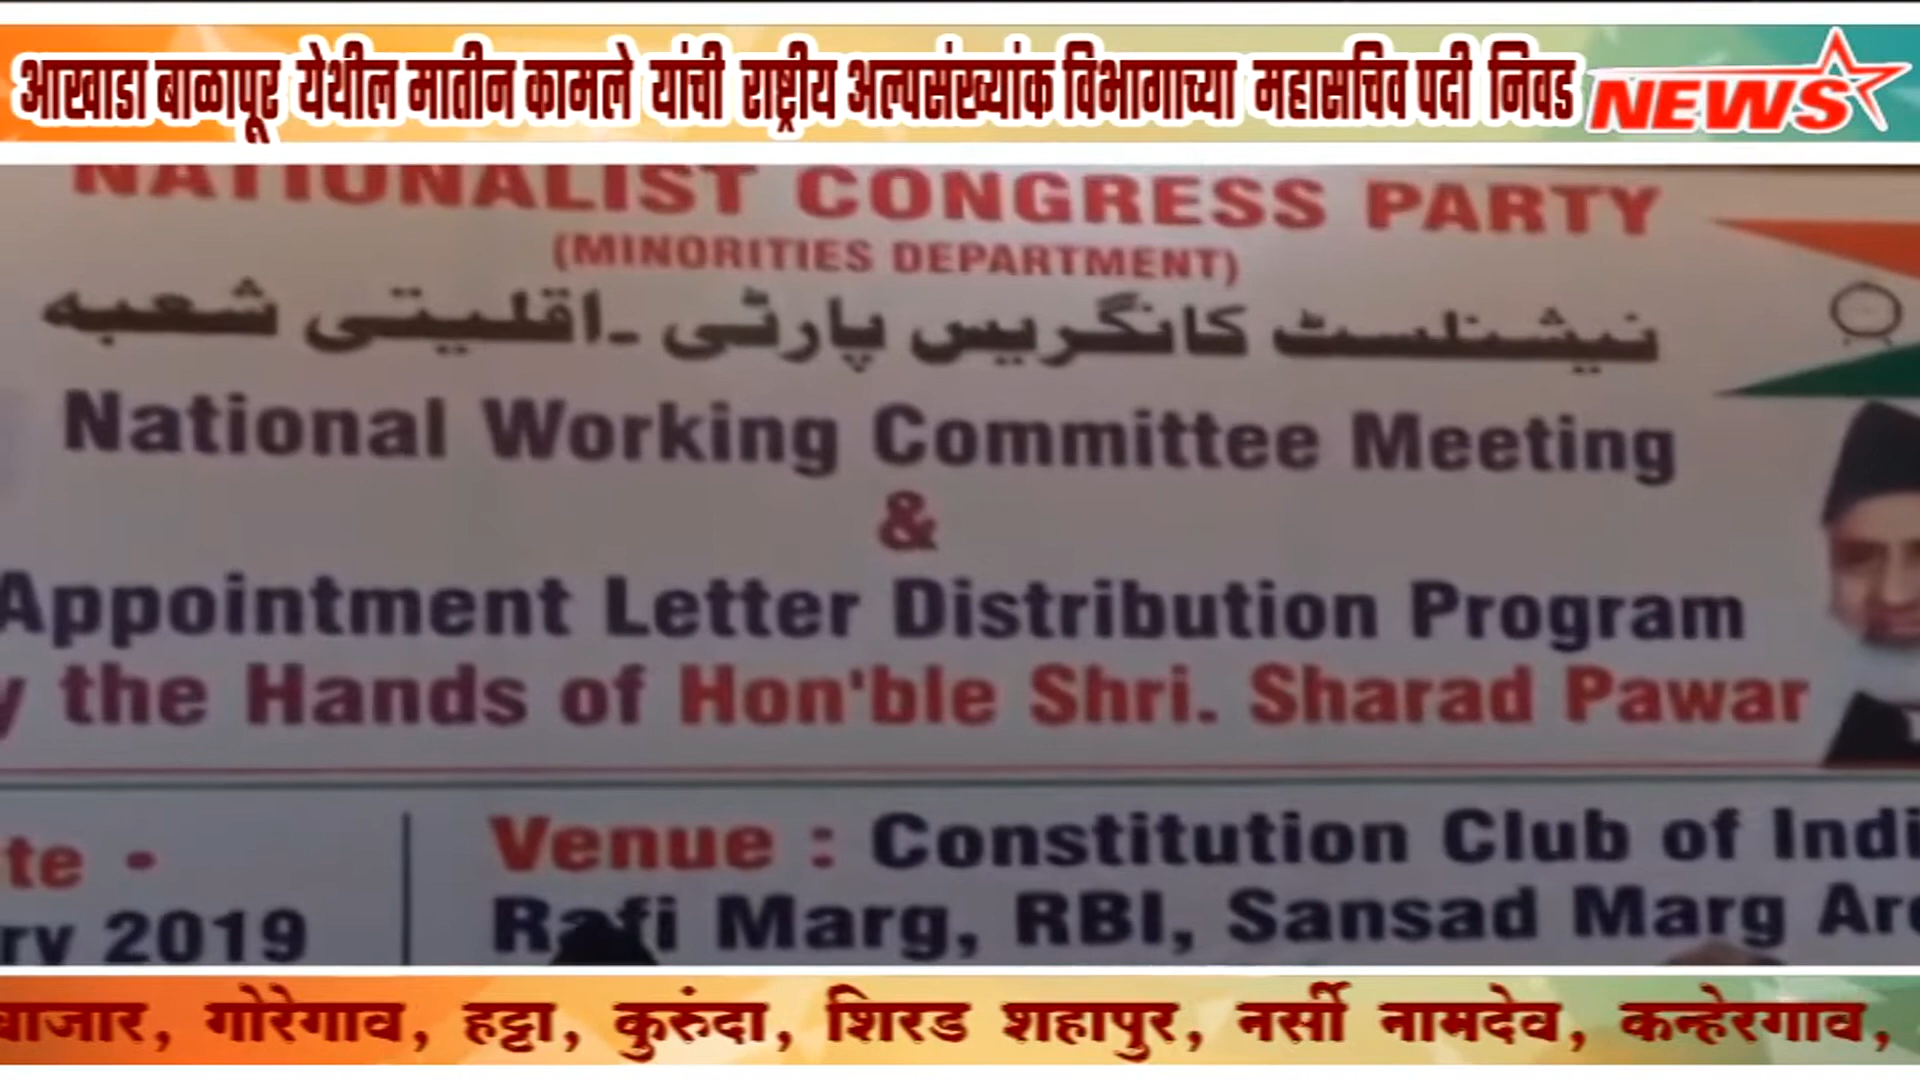 आखाडा बाळापूर येथील मातीन कामले यांची राष्ट्रीय अल्पसंख्यांक विभागाच्या महासचिव पदी निवड NEWS
NATIONALIST CONGRESS PARTY
(MINORITIES DEPARTMENT)
نیشنلسٹ کانگریس پارٹی ۔اقلیتی شعبہ
National Working Committee Meeting
&
Appointment Letter Distribution Program
y the Hands of Hon'ble Shri. Sharad Pawar
te -
ry 2019
Venue : Constitution Club of Indi
Rafi Marg, RBI, Sansad Marg Are
बाजार, गोरेगाव, हट्टा, कुरुंदा, शिरड शहापुर, नर्सी नामदेव, कन्हेरगाव,